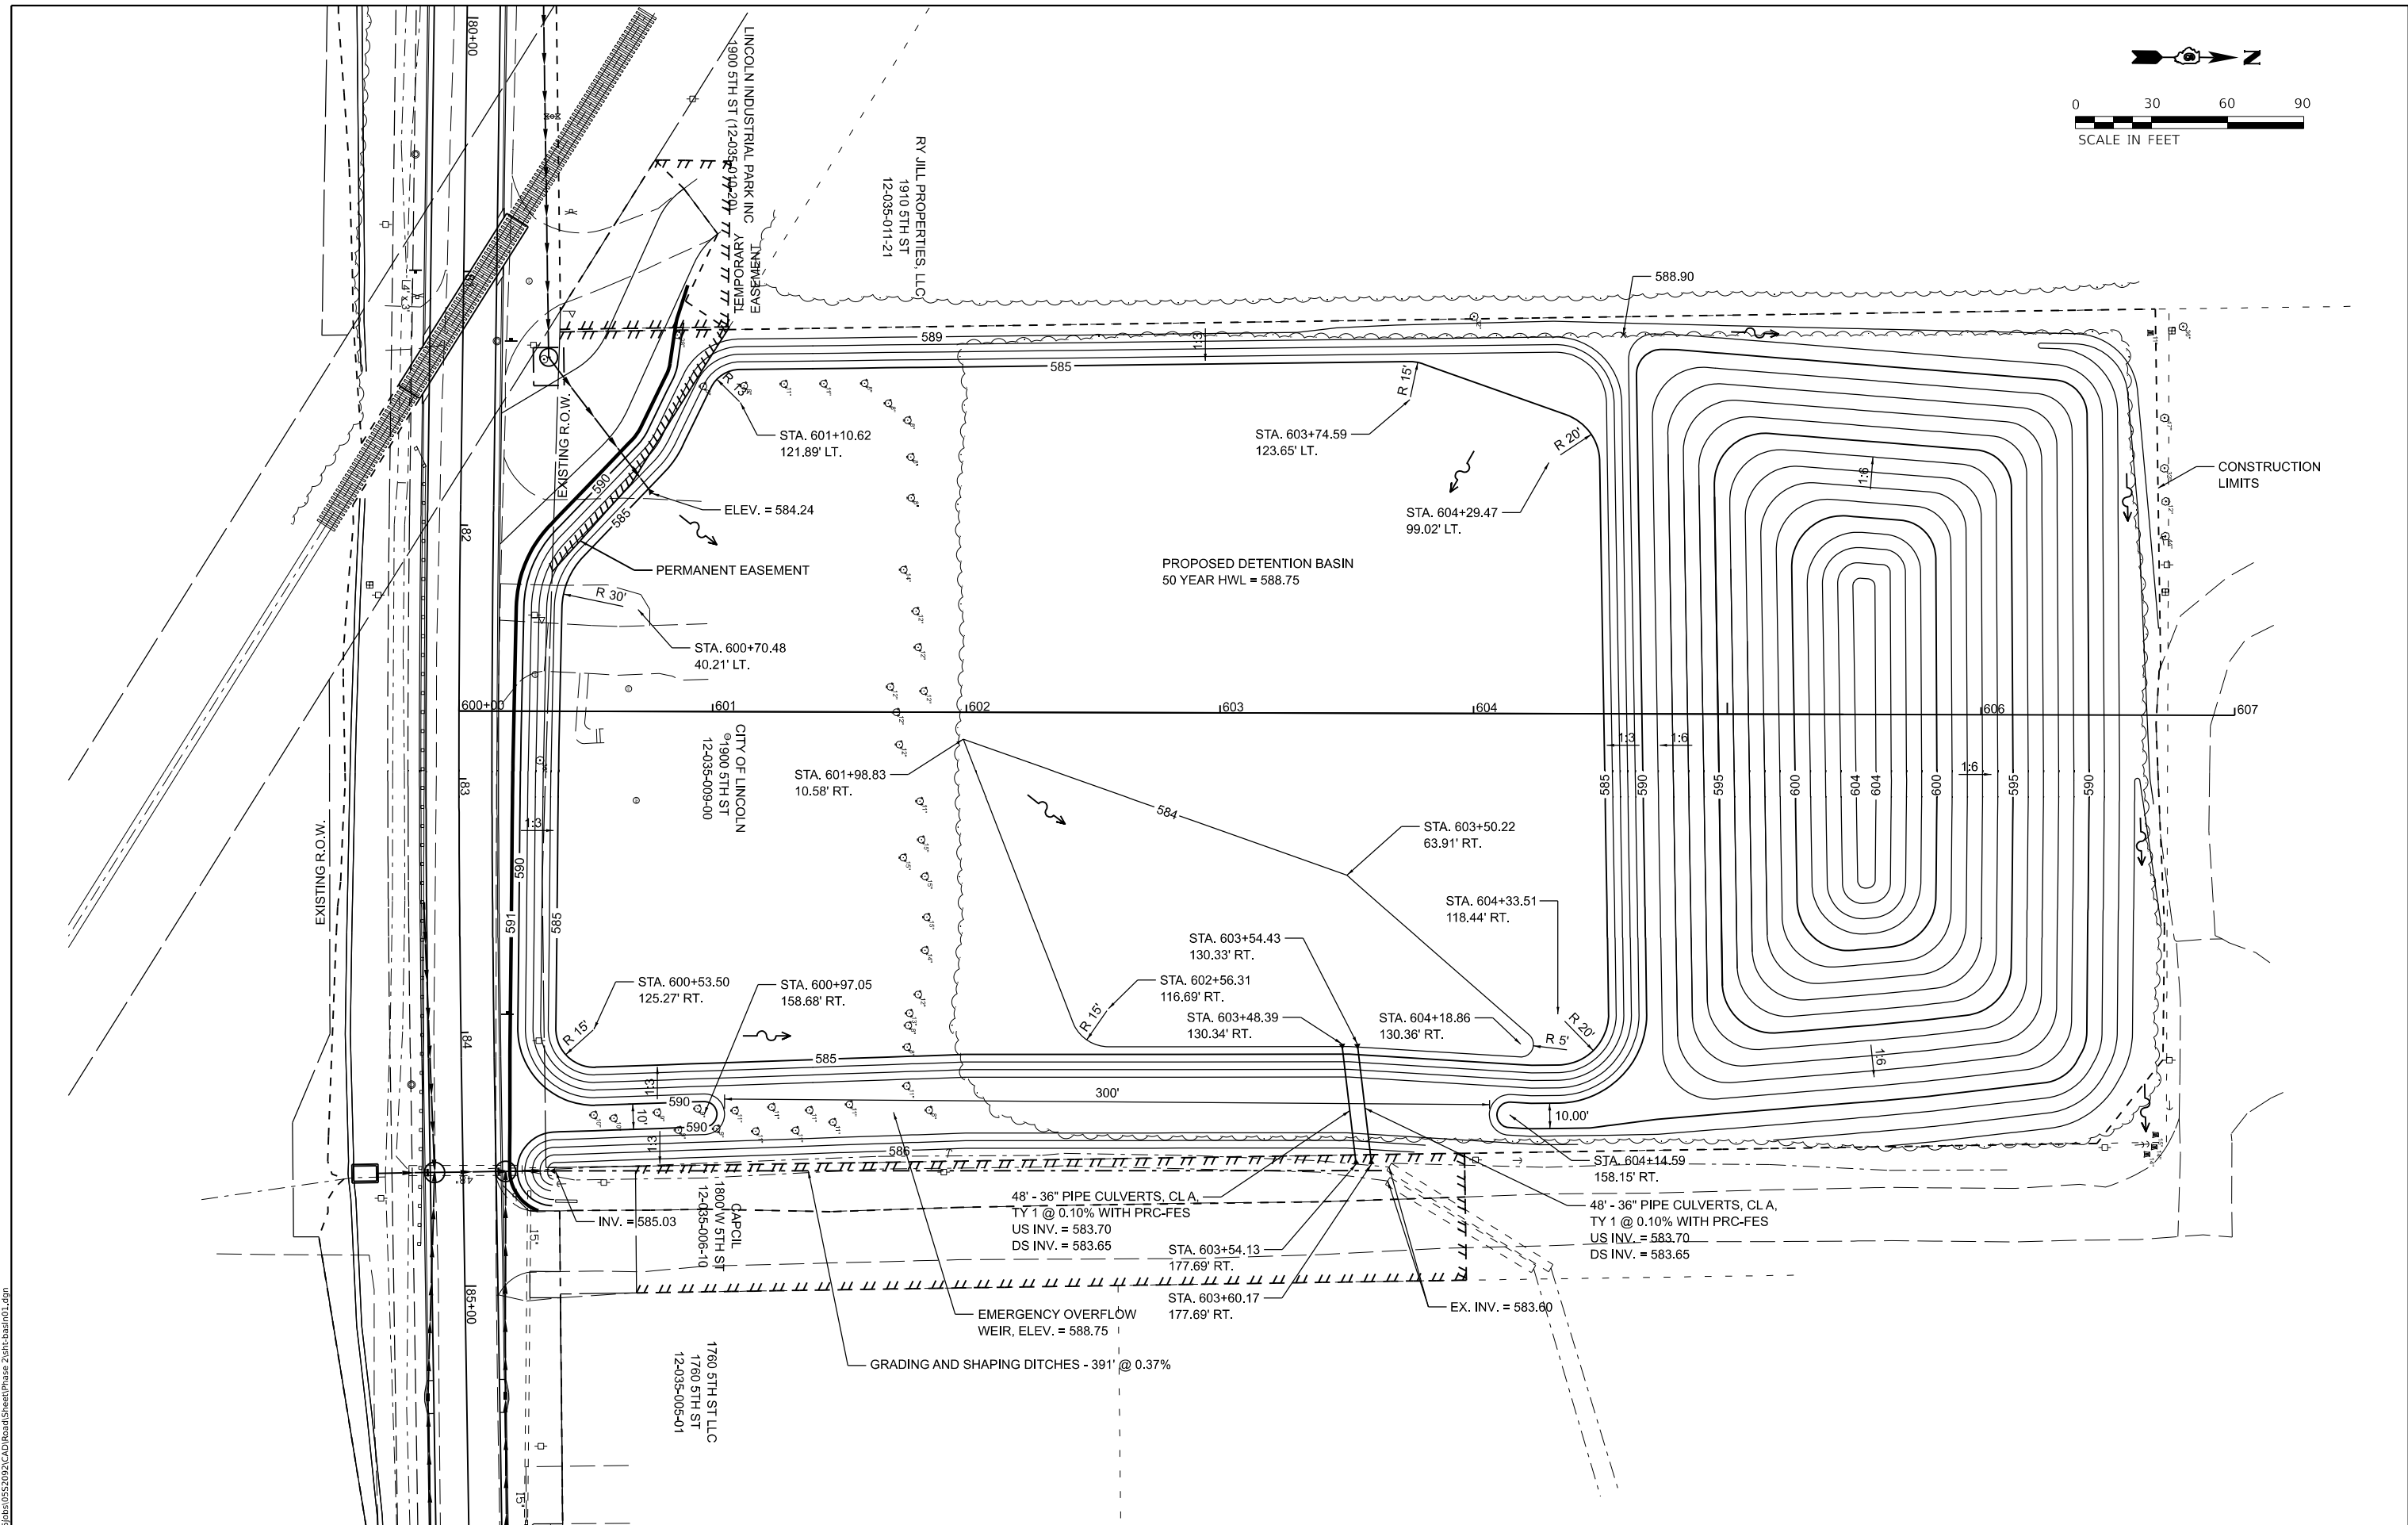 N
0 30 60 90
SCALE IN FEET
80+00
LINCOLN INDUSTRIAL PARK INC
1900 5TH ST (12-035-010-20)
TEMPORARY
EASEMENT
RY JILL PROPERTIES, LLC
1910 5TH ST
12-035-011-21
588.90
589
585
1:3
R 15'
STA. 601+10.62
121.89' LT.
R 15'
STA. 603+74.59
123.65' LT.
R 20'
STA. 604+29.47
99.02' LT.
CONSTRUCTION
LIMITS
EXISTING R.O.W.
590
585
ELEV. = 584.24
82
PERMANENT EASEMENT
PROPOSED DETENTION BASIN
50 YEAR HWL = 588.75
1:6
R 30'
STA. 600+70.48
40.21' LT.
600+00
601
602
603
604
606
607
CITY OF LINCOLN
1900 5TH ST
12-035-009-00
STA. 601+98.83
10.58' RT.
584
1:3
1:6
585
590
595
600
604
604
600
1:6
595
590
83
1:3
590
591
585
EXISTING R.O.W.
STA. 603+50.22
63.91' RT.
STA. 604+33.51
118.44' RT.
STA. 603+54.43
130.33' RT.
STA. 600+53.50
125.27' RT.
STA. 600+97.05
158.68' RT.
STA. 602+56.31
116.69' RT.
R 15'
R 15'
STA. 603+48.39
130.34' RT.
STA. 604+18.86
130.36' RT.
R 5'
R 20'
84
585
1:3
1:6
590
10'
300'
10.00'
590
1:3
586
STA. 604+14.59
158.15' RT.
INV. = 585.03
CAPCIL
1800 W 5TH ST
12-035-006-10
48' - 36" PIPE CULVERTS, CL A,
TY 1 @ 0.10% WITH PRC-FES
US INV. = 583.70
DS INV. = 583.65
48' - 36" PIPE CULVERTS, CL A,
TY 1 @ 0.10% WITH PRC-FES
US INV. = 583.70
DS INV. = 583.65
STA. 603+54.13
177.69' RT.
STA. 603+60.17
177.69' RT.
EX. INV. = 583.60
15"
85+00
EMERGENCY OVERFLOW
WEIR, ELEV. = 588.75
GRADING AND SHAPING DITCHES - 391' @ 0.37%
1760 5TH ST LLC
1760 5TH ST
12-035-005-01
15"